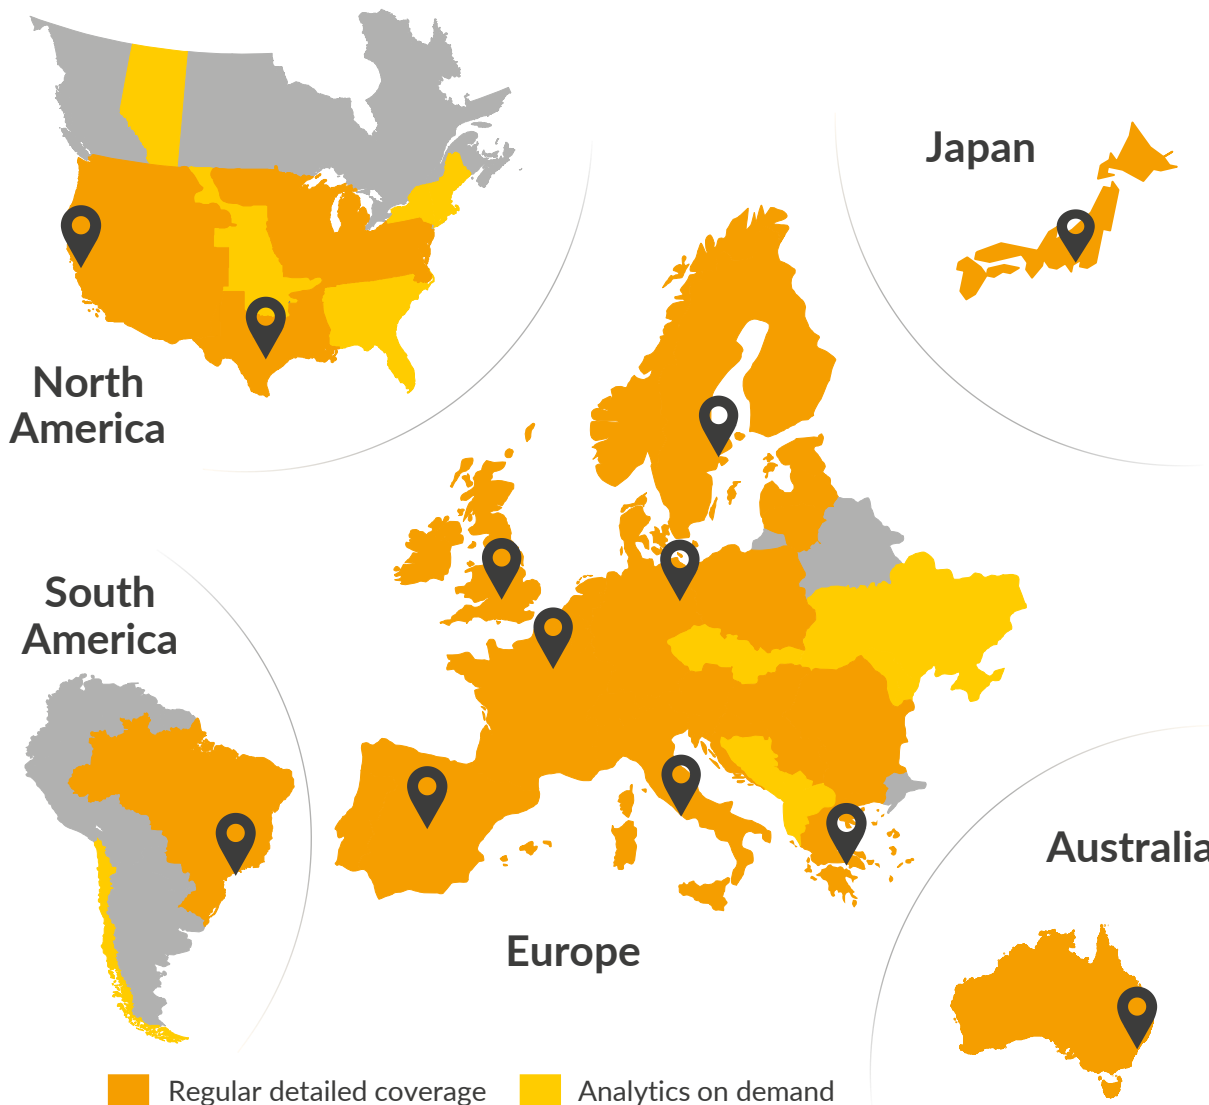 Japan
North
America
South
America
Australia
Europe
Regular detailed coverage
Analytics on demand